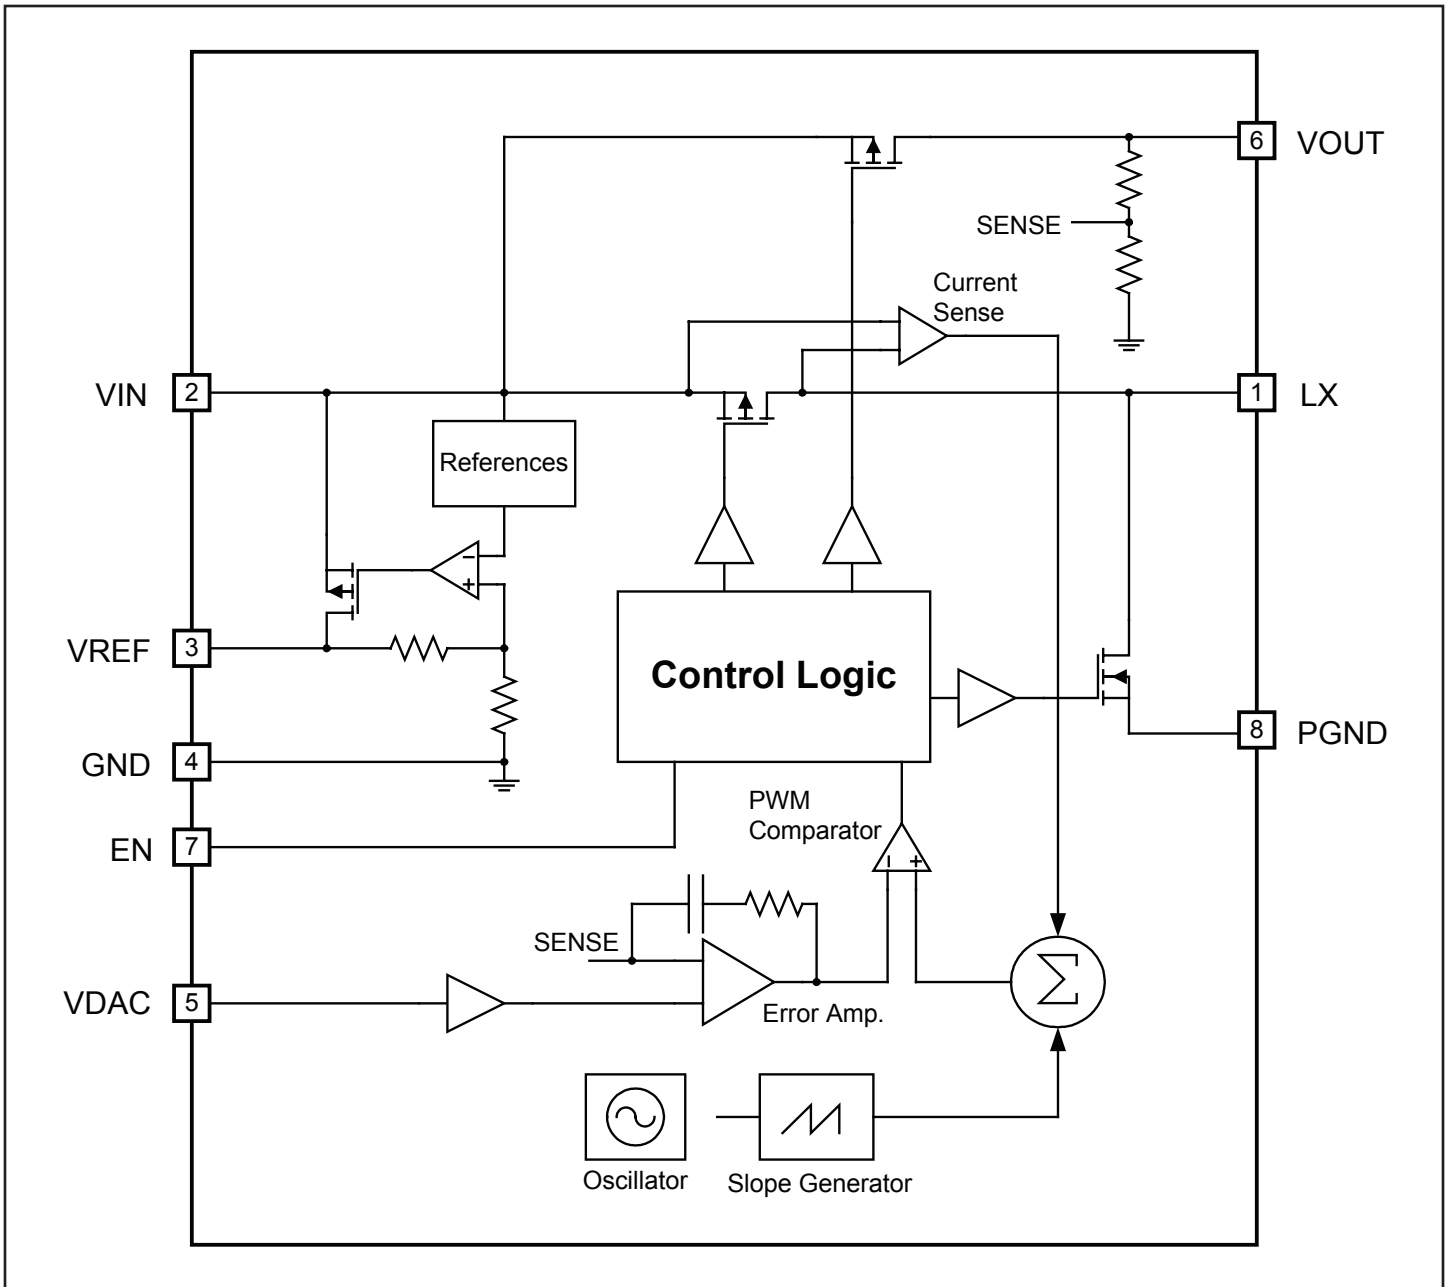 6 VOUT
SENSE
Current
Sense
VIN 2
1 LX
References
−
+
VREF 3
Control Logic
8 PGND
GND 4
PWM
Comparator
EN 7
− +
SENSE
Σ
VDAC 5
Error Amp.
Oscillator
Slope Generator